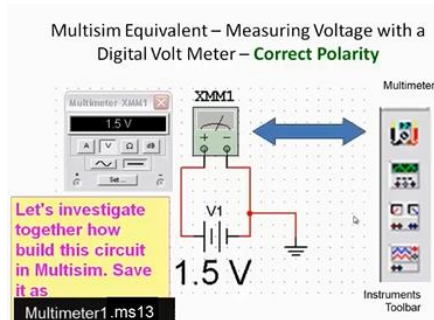 Multisim Equivalent – Measuring Voltage with a
Digital Volt Meter – Correct Polarity
Multimeter
Multimeter-XMM1
XMM1
1.5 V
A V Ω dB
Set...
+ -
+ -
V1
1.5 V
Let's investigate
together how
build this circuit
in Multisim. Save
it as
Multimeter1.ms13
Instruments
Toolbar